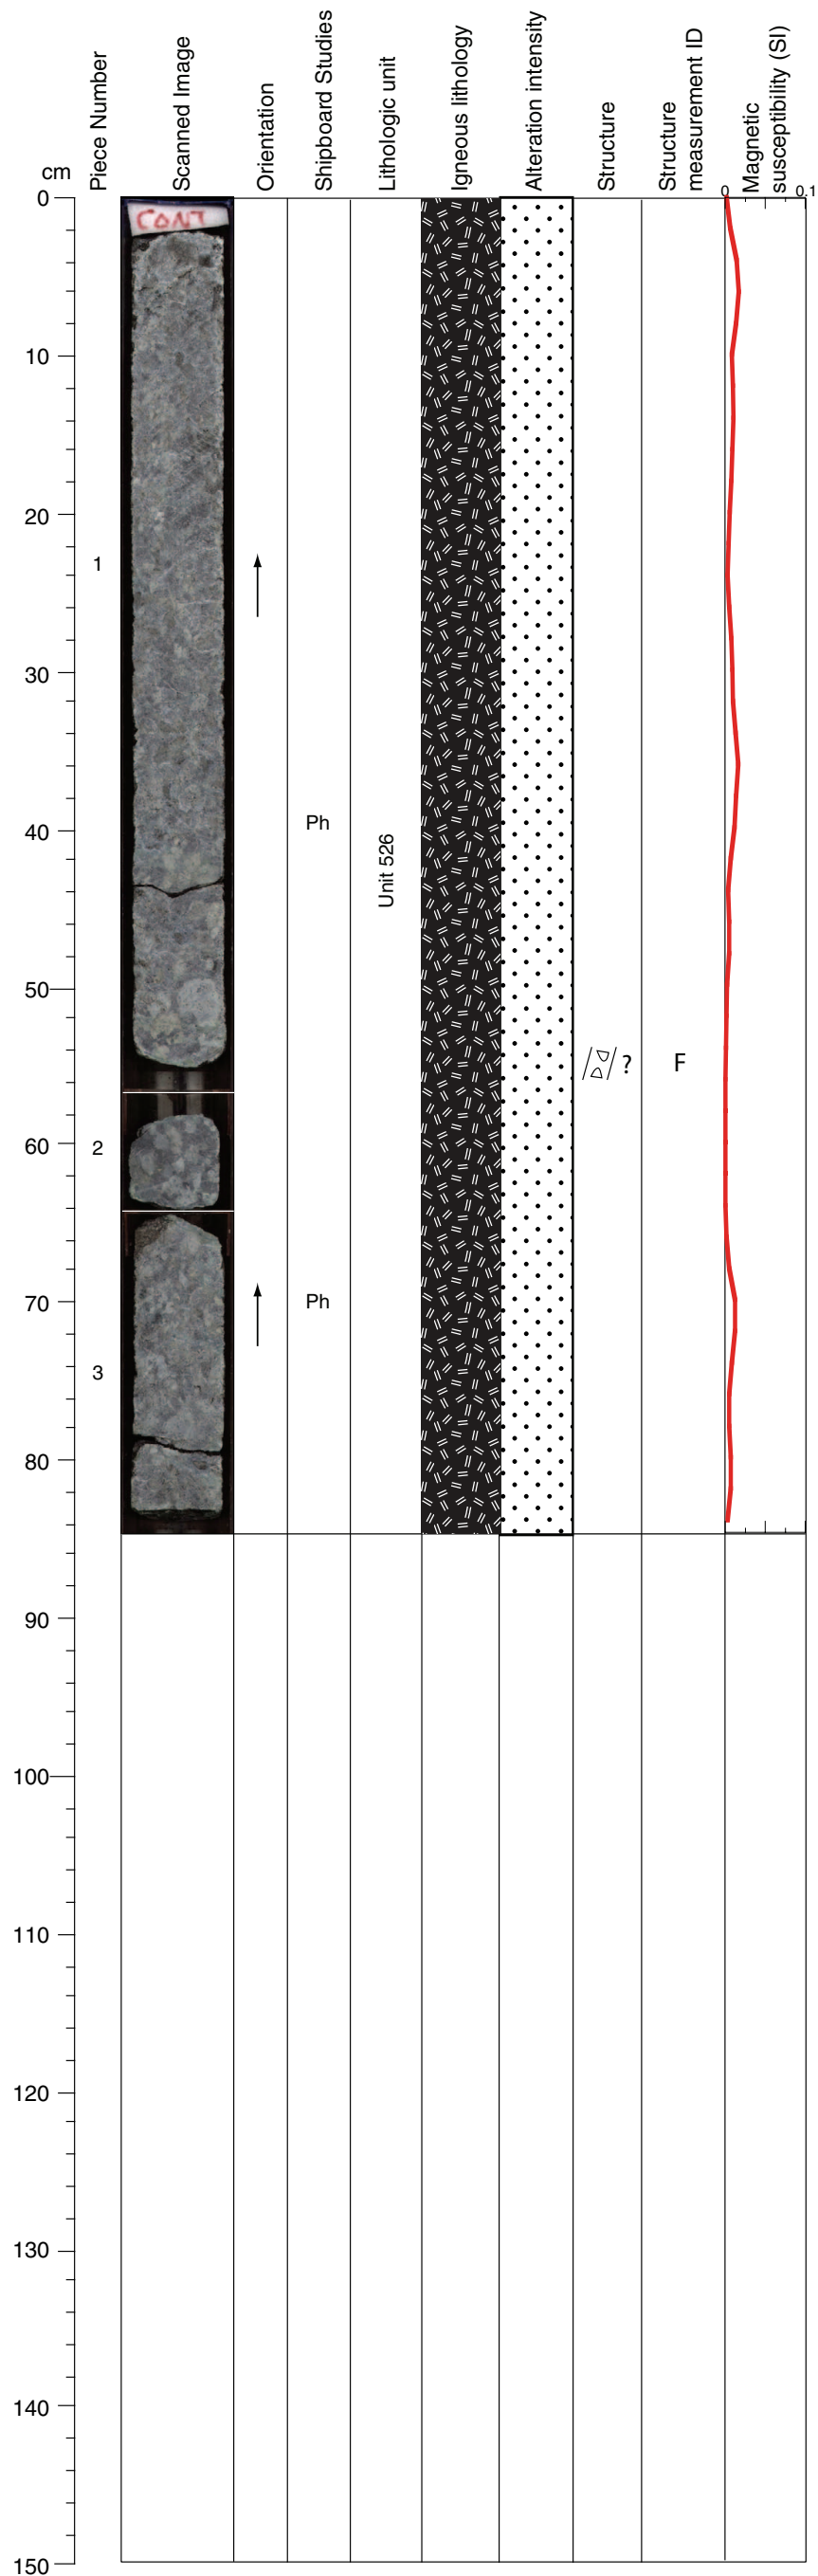 cm
Piece Number
Scanned Image
Orientation
Shipboard Studies
Lithologic unit
Igneous lithology
Alteration intensity
Structure
Structure
measurement ID
Magnetic
susceptibility (SI)
0 0.1
0
CONT
10
20
1
30
Ph
40
Unit 526
50
? F
60
2
70
Ph
3
80
90
100
110
120
130
140
150